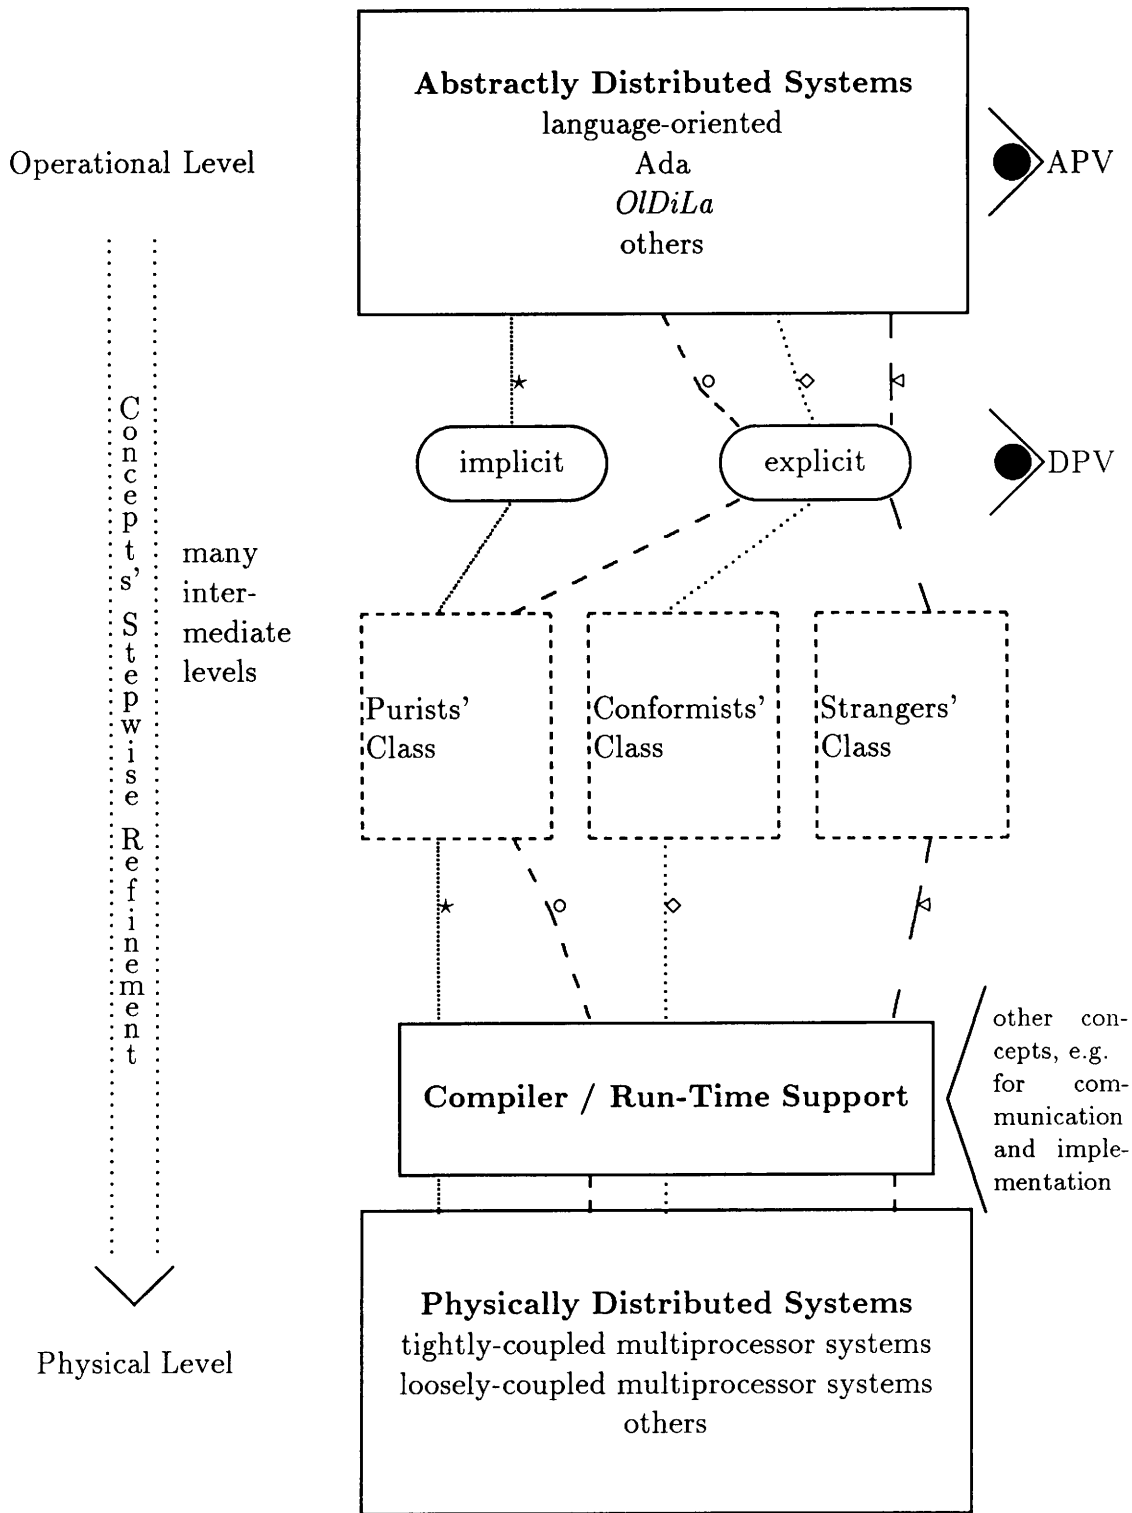 Abstractly Distributed Systems
language-oriented
Ada
OlDiLa
others
Operational Level
APV
implicit
explicit
DPV
Concepts' Stepwise Refinement
many
inter-
mediate
levels
Purists'
Class
Conformists'
Class
Strangers'
Class
Compiler / Run-Time Support
other con-
cepts, e.g.
for com-
munication
and imple-
mentation
Physically Distributed Systems
tightly-coupled multiprocessor systems
loosely-coupled multiprocessor systems
others
Physical Level